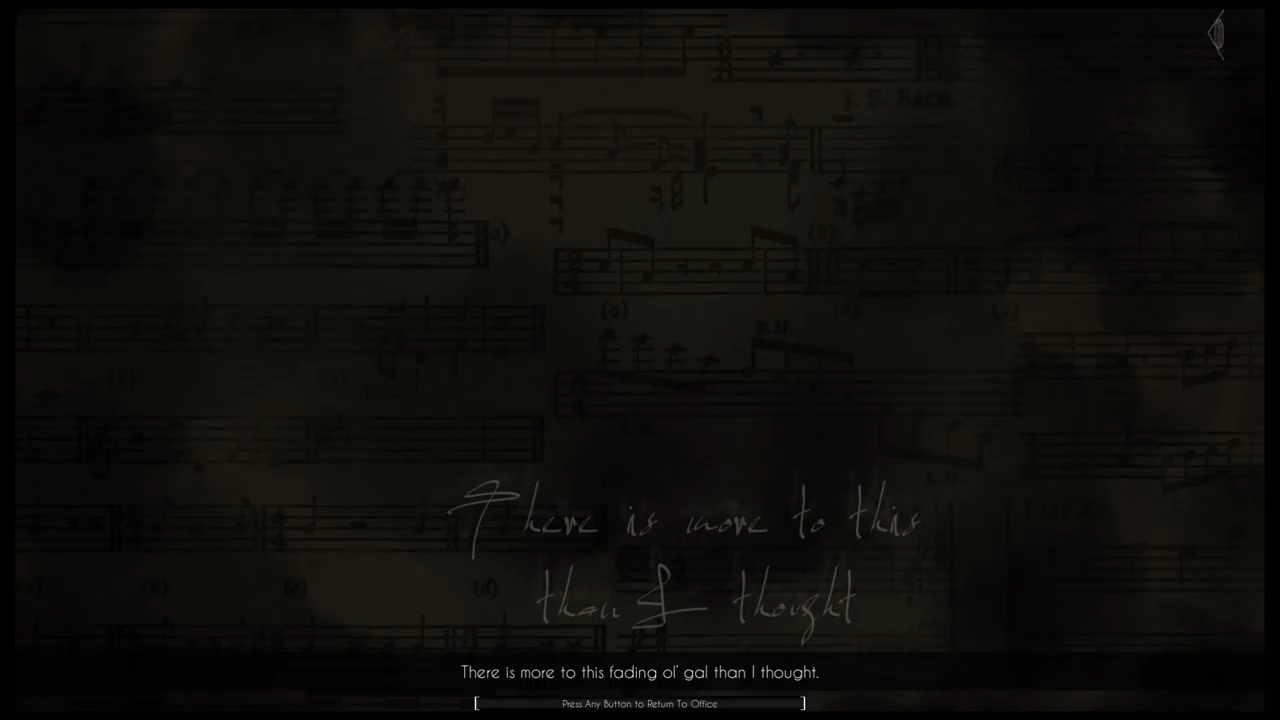 J. S. BACH
(a)
(b)
(a)
(c)
R.H.
(b)
(c)
(d)
L.H.
There is more to this
than I thought
There is more to this fading ol' gal than I thought.
[ Press Any Button to Return To Office ]